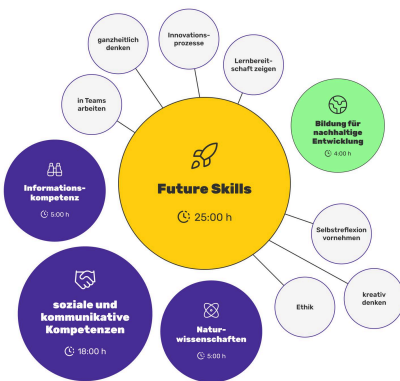 ganzheitlich
denken
Innovations-
prozesse
Lernbereit-
schaft zeigen
in Teams
arbeiten
Bildung für
nachhaltige
Entwicklung
4:00 h
Future Skills
25:00 h
Informations-
kompetenz
5:00 h
Selbstreflexion
vornehmen
soziale und
kommunikative
Kompetenzen
18:00 h
Natur-
wissenschaften
5:00 h
Ethik
kreativ
denken